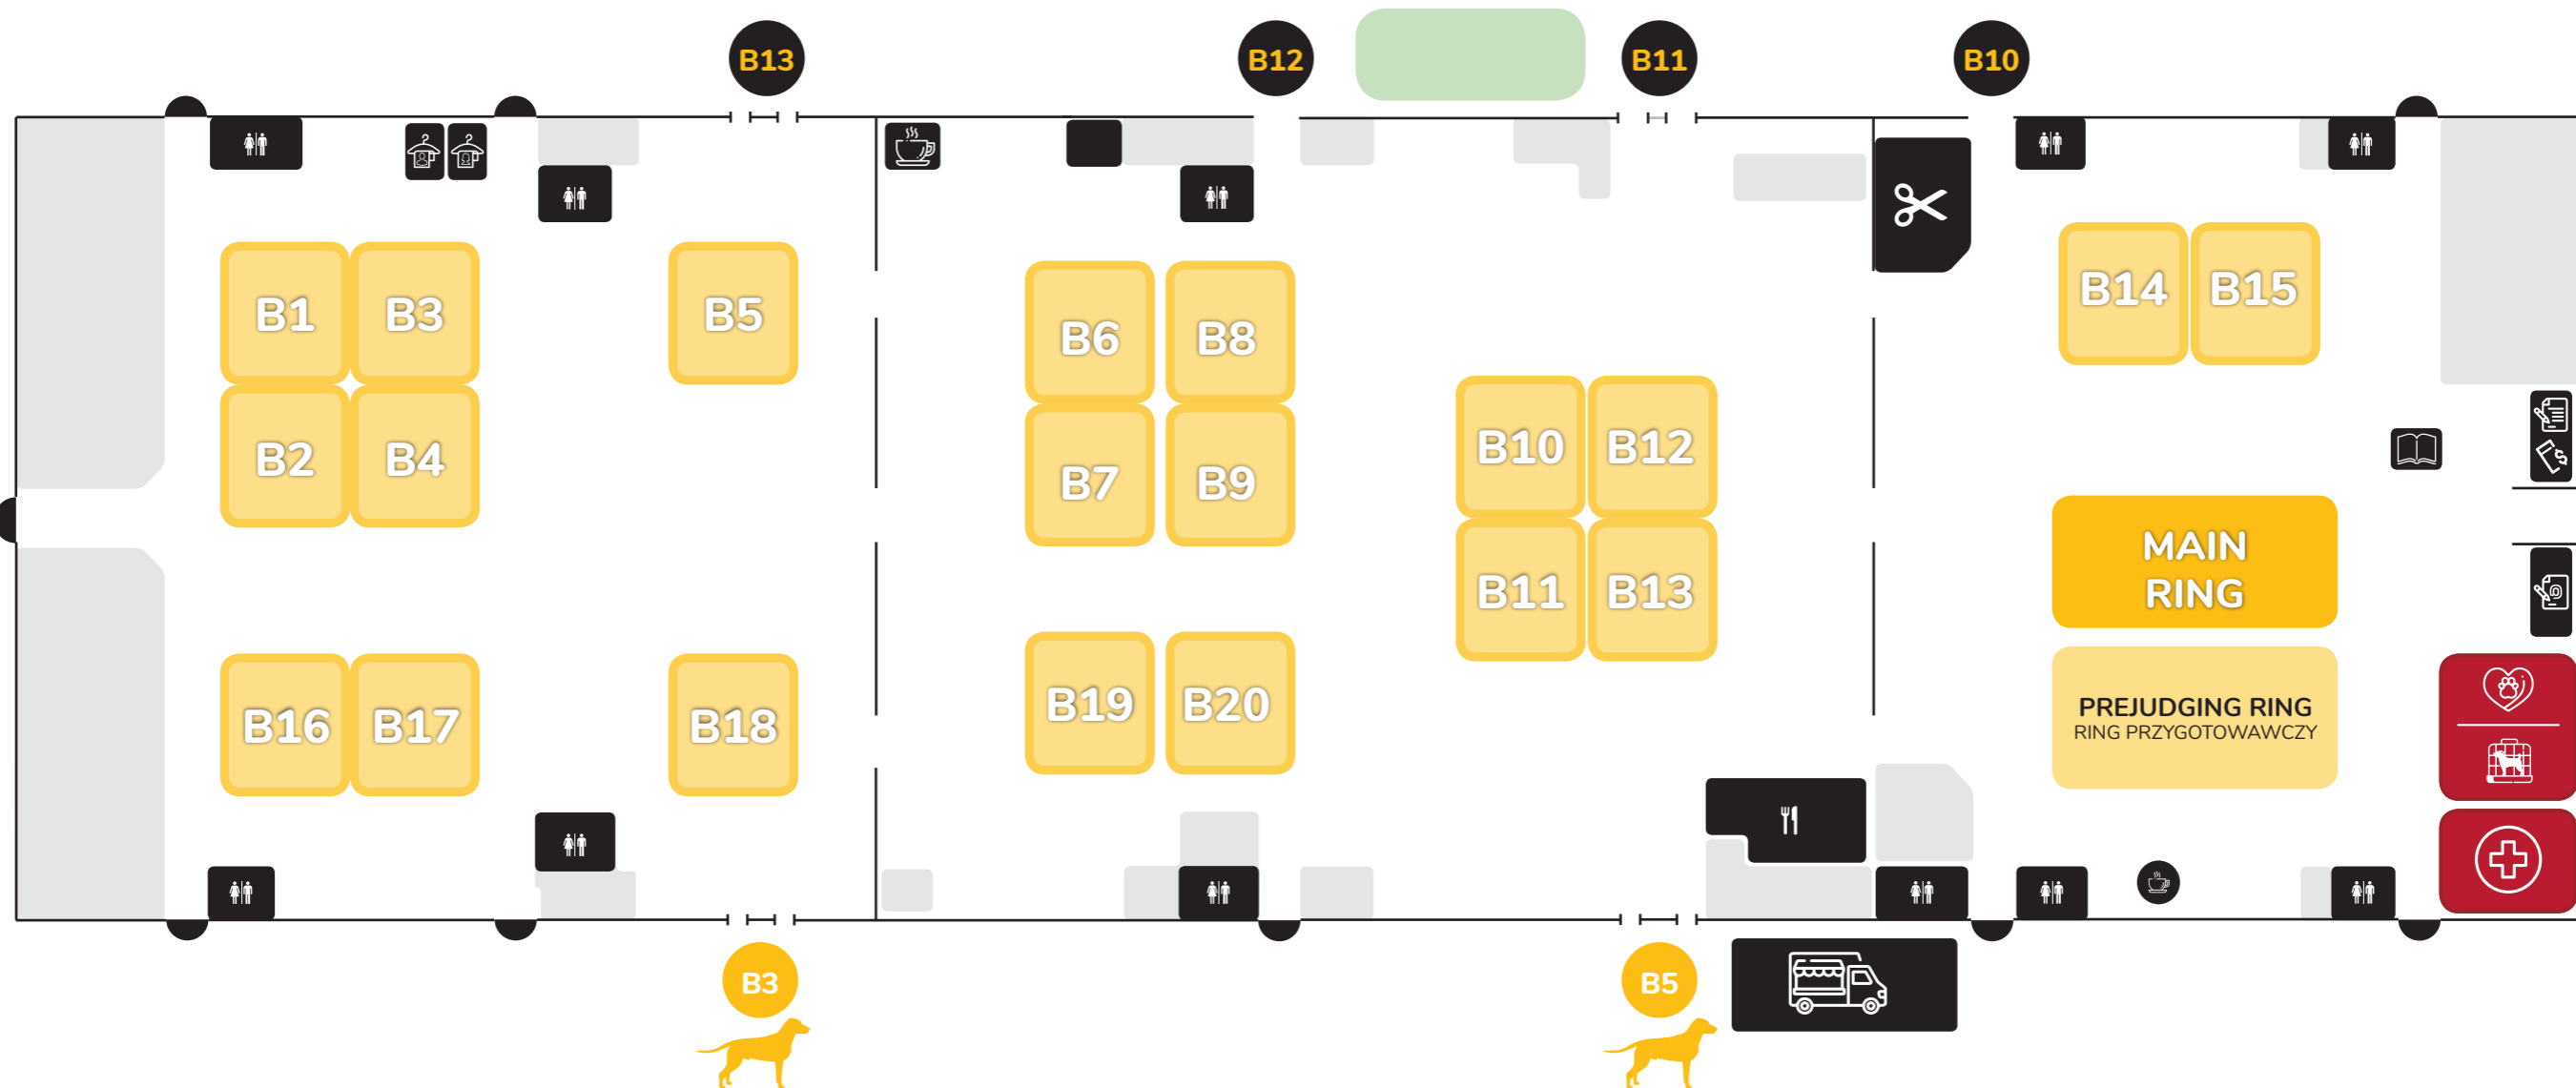 B13
B12
B11
B10
B1
B3
B5
B2
B4
B6
B8
B7
B9
B10
B12
B11
B13
B14
B15
MAIN
RING
PREJUDGING RING
RING PRZYGOTOWAWCZY
B16
B17
B18
B19
B20
B3
B5